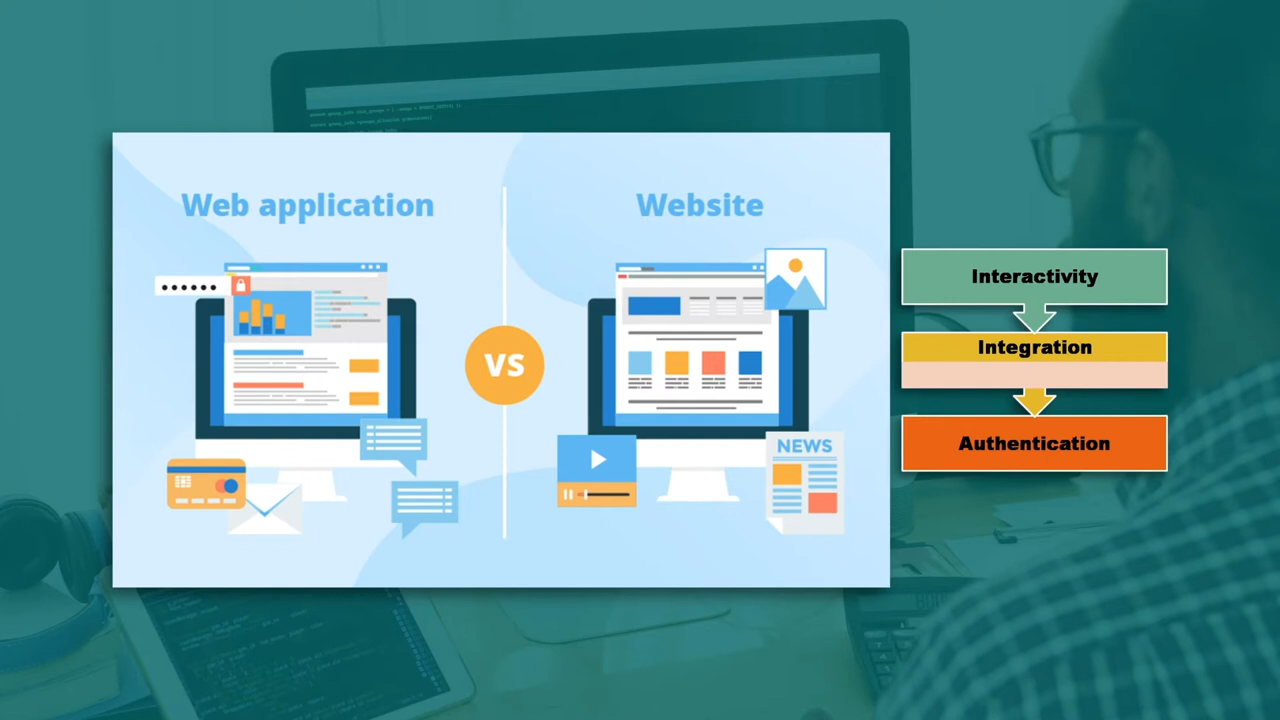 Web application
Website
VS
NEWS
Interactivity
Integration
Authentication